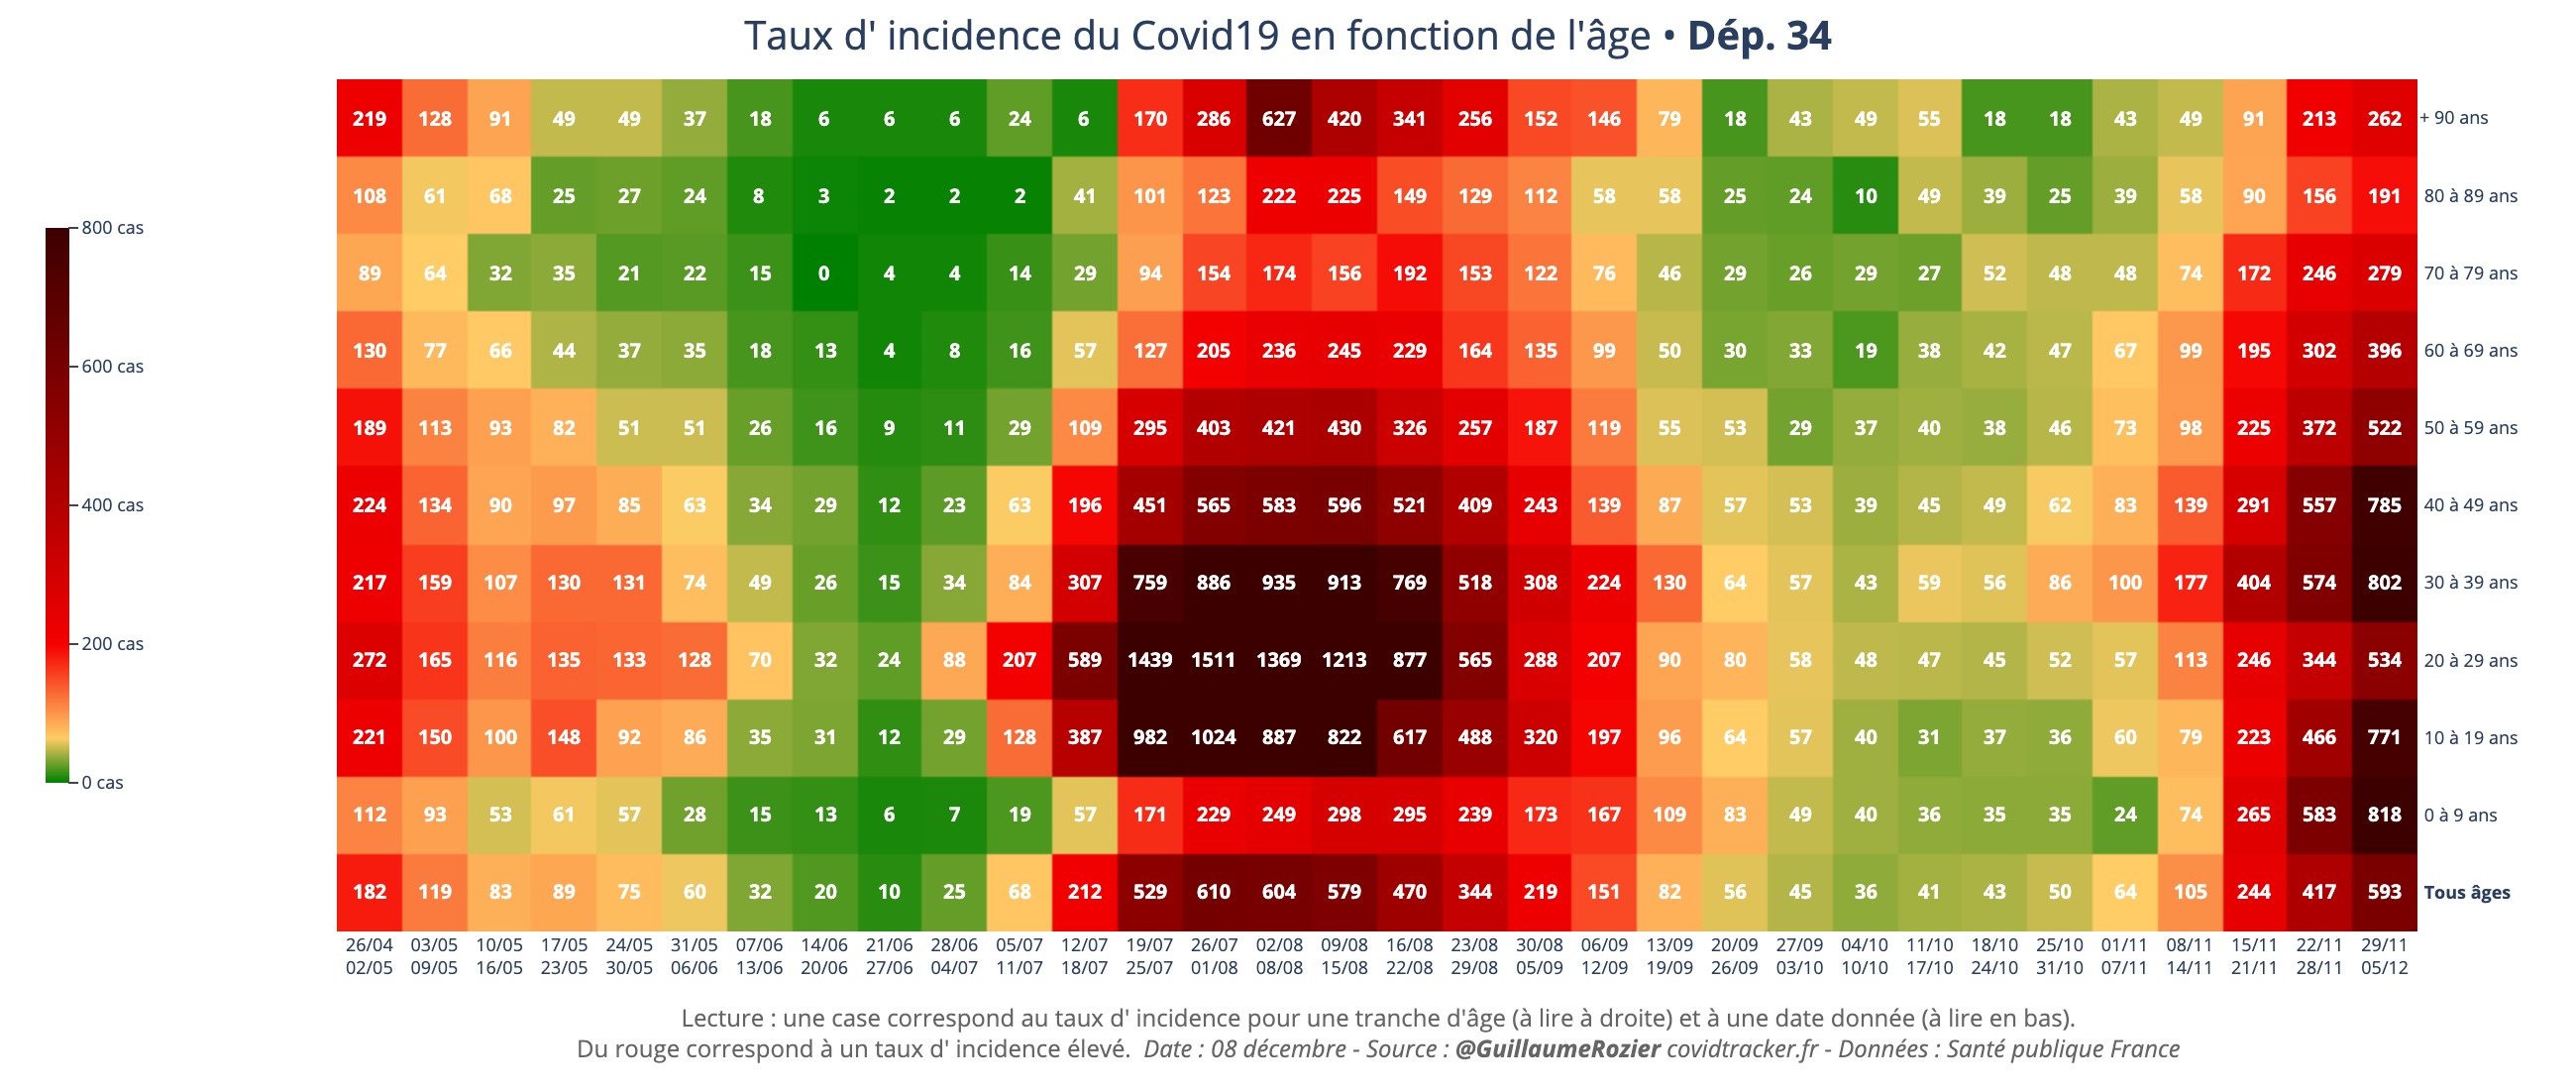 Taux d' incidence du Covid19 en fonction de l'âge • Dép. 34
219 128 91 49 49 37 18 6 6 6 24 6 170 286 627 420 341 256 152 146 79 18 43 49 55 18 18 43 49 91 213 262 + 90 ans
108 61 68 25 27 24 8 3 2 2 2 41 101 123 222 225 149 129 112 58 58 25 24 10 49 39 25 39 58 90 156 191 80 à 89 ans
800 cas
89 64 32 35 21 22 15 0 4 4 14 29 94 154 174 156 192 153 122 76 46 29 26 29 27 52 48 48 74 172 246 279 70 à 79 ans
130 77 66 44 37 35 18 13 4 8 16 57 127 205 236 245 229 164 135 99 50 30 33 19 38 42 47 67 99 195 302 396 60 à 69 ans
600 cas
189 113 93 82 51 51 26 16 9 11 29 109 295 403 421 430 326 257 187 119 55 53 29 37 40 38 46 73 98 225 372 522 50 à 59 ans
400 cas
224 134 90 97 85 63 34 29 12 23 63 196 451 565 583 596 521 409 243 139 87 57 53 39 45 49 62 83 139 291 557 785 40 à 49 ans
217 159 107 130 131 74 49 26 15 34 84 307 759 886 935 913 769 518 308 224 130 64 57 43 59 56 86 100 177 404 574 802 30 à 39 ans
200 cas
272 165 116 135 133 128 70 32 24 88 207 589 1439 1511 1369 1213 877 565 288 207 90 80 58 48 47 45 52 57 113 246 344 534 20 à 29 ans
221 150 100 148 92 86 35 31 12 29 128 387 982 1024 887 822 617 488 320 197 96 64 57 40 31 37 36 60 79 223 466 771 10 à 19 ans
0 cas
112 93 53 61 57 28 15 13 6 7 19 57 171 229 249 298 295 239 173 167 109 83 49 40 36 35 35 24 74 265 583 818 0 à 9 ans
182 119 83 89 75 60 32 20 10 25 68 212 529 610 604 579 470 344 219 151 82 56 45 36 41 43 50 64 105 244 417 593 Tous âges
26/04 03/05 10/05 17/05 24/05 31/05 07/06 14/06 21/06 28/06 05/07 12/07 19/07 26/07 02/08 09/08 16/08 23/08 30/08 06/09 13/09 20/09 27/09 04/10 11/10 18/10 25/10 01/11 08/11 15/11 22/11 29/11
02/05 09/05 16/05 23/05 30/05 06/06 13/06 20/06 27/06 04/07 11/07 18/07 25/07 01/08 08/08 15/08 22/08 29/08 05/09 12/09 19/09 26/09 03/10 10/10 17/10 24/10 31/10 07/11 14/11 21/11 28/11 05/12
Lecture : une case correspond au taux d' incidence pour une tranche d'âge (à lire à droite) et à une date donnée (à lire en bas).
Du rouge correspond à un taux d' incidence élevé. Date : 08 décembre - Source : @GuillaumeRozier covidtracker.fr - Données : Santé publique France